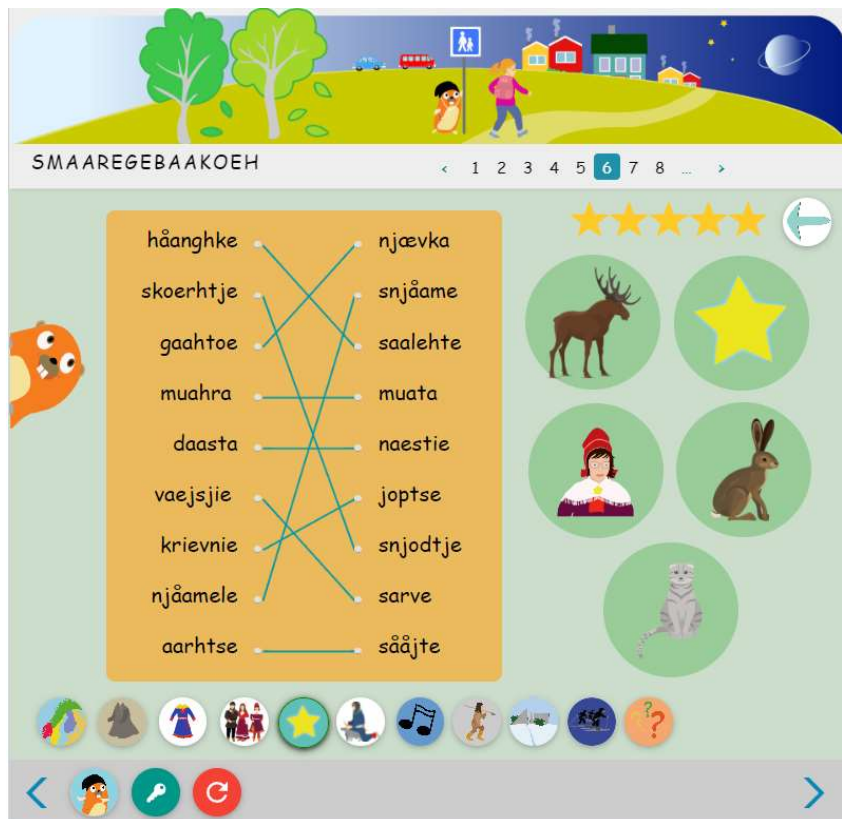 SMAAREGEBAAKOEH
‹ 1 2 3 4 5 6 7 8 ... ›
håanghke njævka
skoerhtje snjåame
gaahtoe saalehte
muahra muata
daasta naestie
vaejsjie joptse
krievnie snjodtje
njåamele sarve
aarhtse sååjte
? ? ?